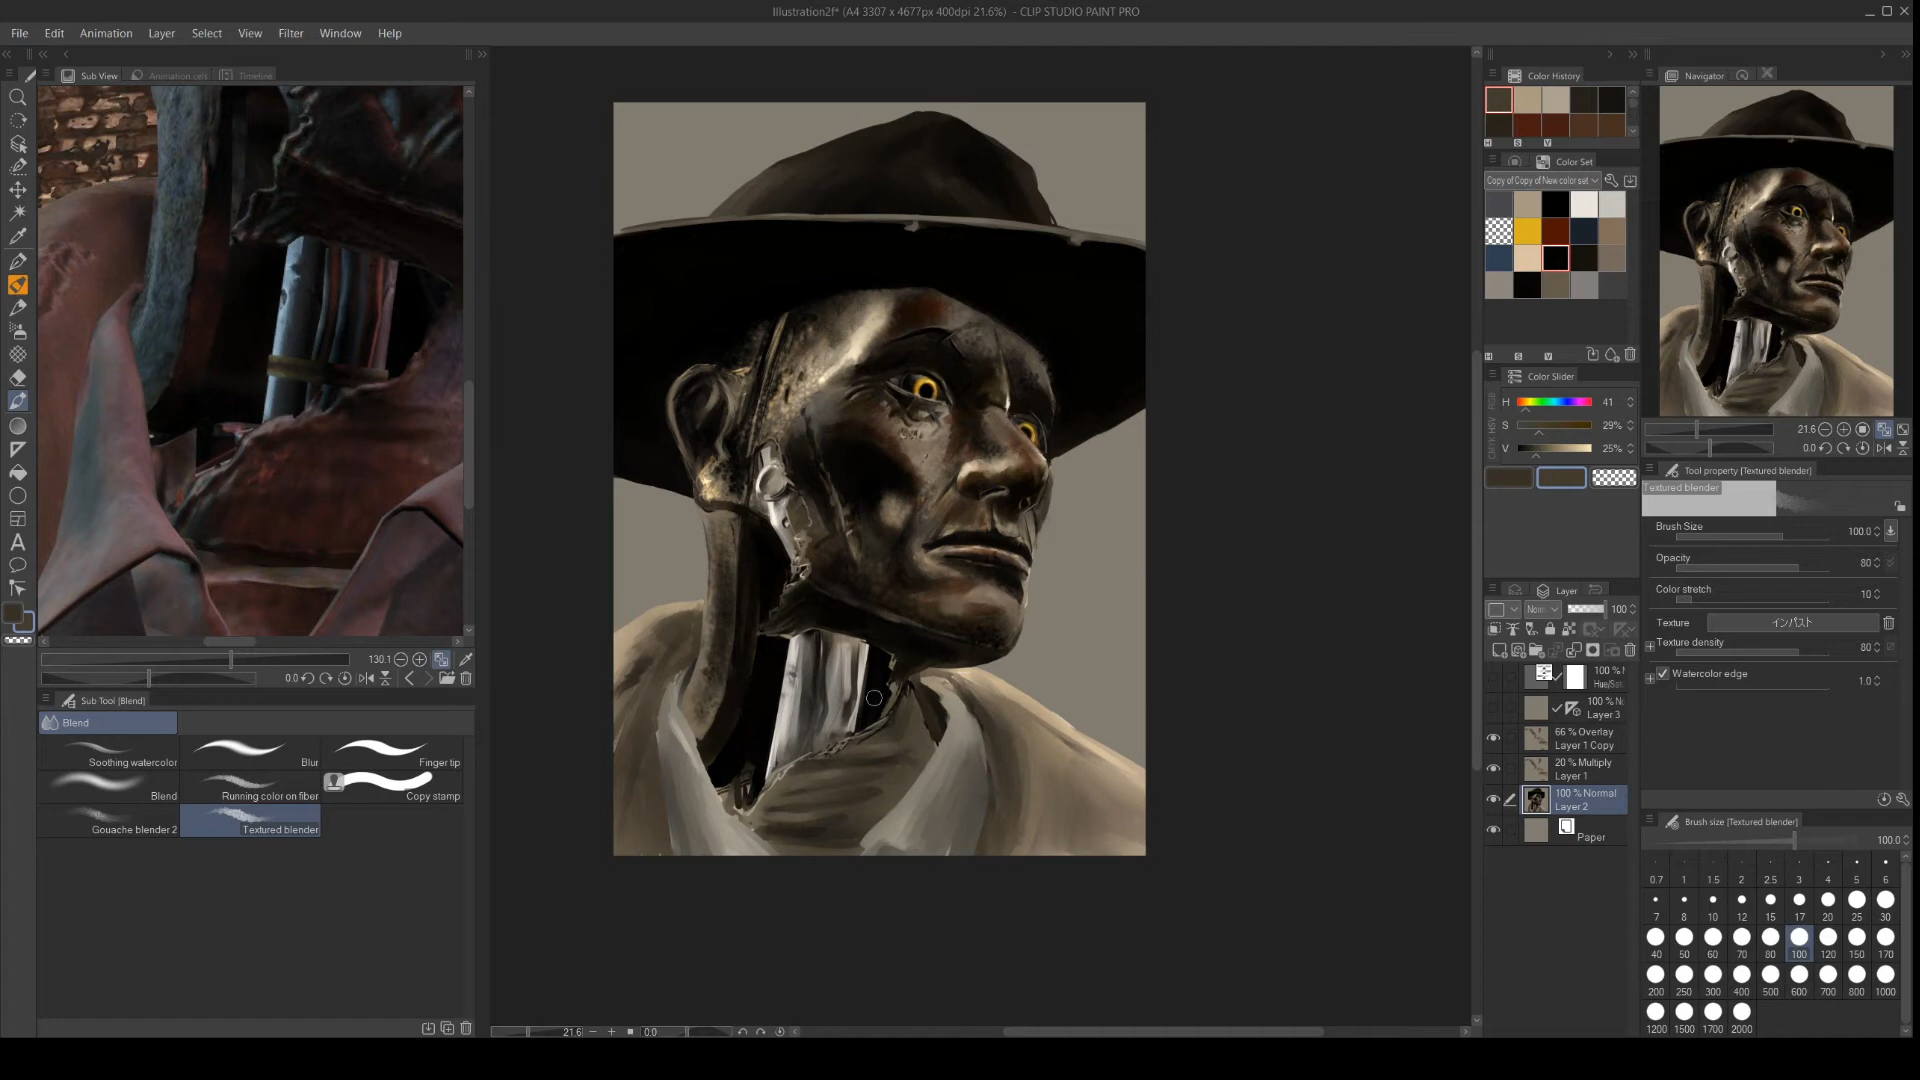 Illustration2f* (A4 3307 x 4677px 400dpi 21.6%)  - CLIP STUDIO PAINT PRO
File Edit Animation Layer Select View Filter Window Help
Sub View Animation cels Timeline
130.1
0.0
Sub Tool [Blend]
Blend
Soothing watercolor Blur Finger tip
Blend Running color on fiber Copy stamp
Gouache blender 2 Textured blender
21.6 0.0
Color History
H S V
Color Set
Copy of Copy of New color set
H S V
Color Slider
RGB HSV CMYK
H 41
S 29%
V 25%
Layer
Norm 100
100 % N
Hue/Sat
100 % No
Layer 3
66 % Overlay
Layer 1 Copy
20 % Multiply
Layer 1
100 % Normal
Layer 2
Paper
Navigator
21.6
0.0
Tool property [Textured blender]
Textured blender
Brush Size 100.0
Opacity 80
Color stretch 10
Texture インパスト
Texture density 80
Watercolor edge 1.0
Brush size [Textured blender]
100.0
0.7 1 1.5 2 2.5 3 4 5 6
7 8 10 12 15 17 20 25 30
40 50 60 70 80 100 120 150 170
200 250 300 400 500 600 700 800 1000
1200 1500 1700 2000
A